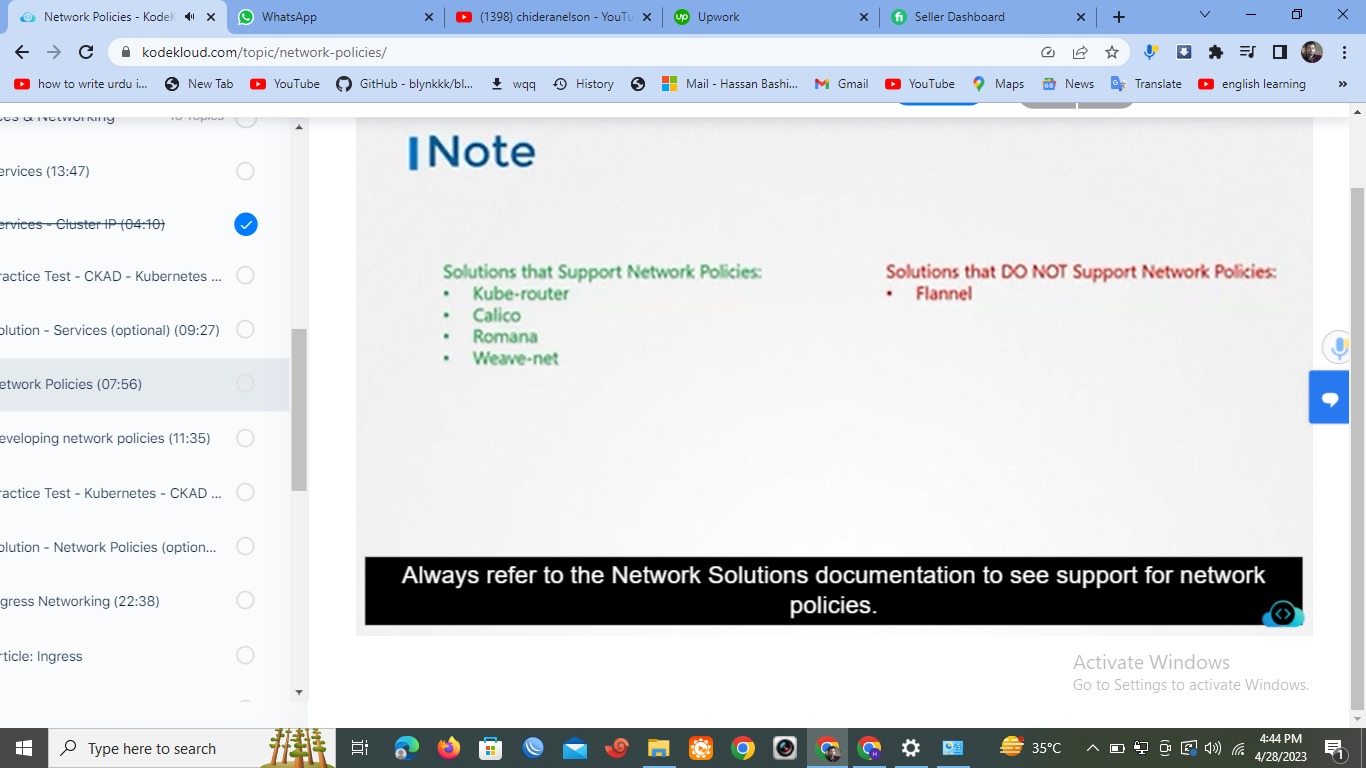 Network Policies - KodeK
WhatsApp
(1398) chideranelson - YouTu
Upwork
Seller Dashboard
kodekloud.com/topic/network-policies/
how to write urdu i...
New Tab
YouTube
GitHub - blynkkk/bl...
wqq
History
Mail - Hassan Bashi...
Gmail
YouTube
Maps
News
Translate
english learning
»
ces & Networking
10 Topics
ervices (13:47)
ervices - Cluster IP (04:10)
ractice Test - CKAD - Kubernetes ...
olution - Services (optional) (09:27)
etwork Policies (07:56)
eveloping network policies (11:35)
ractice Test - Kubernetes - CKAD ...
olution - Network Policies (option...
gress Networking (22:38)
rticle: Ingress
Note
Solutions that Support Network Policies:
• Kube-router
• Calico
• Romana
• Weave-net
Solutions that DO NOT Support Network Policies:
• Flannel
Always refer to the Network Solutions documentation to see support for network
policies.
Activate Windows
Go to Settings to activate Windows.
Type here to search
35°C
4:44 PM
4/28/2023
1